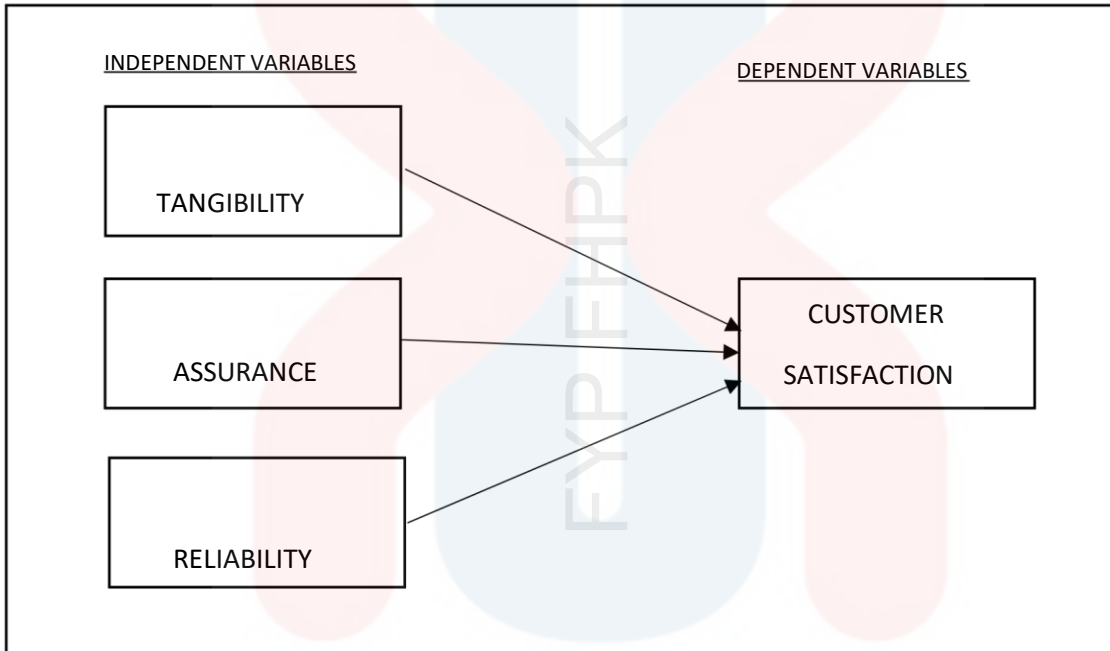 INDEPENDENT VARIABLES
DEPENDENT VARIABLES
TANGIBILITY
ASSURANCE
RELIABILITY
CUSTOMER
SATISFACTION
FYP FHPK